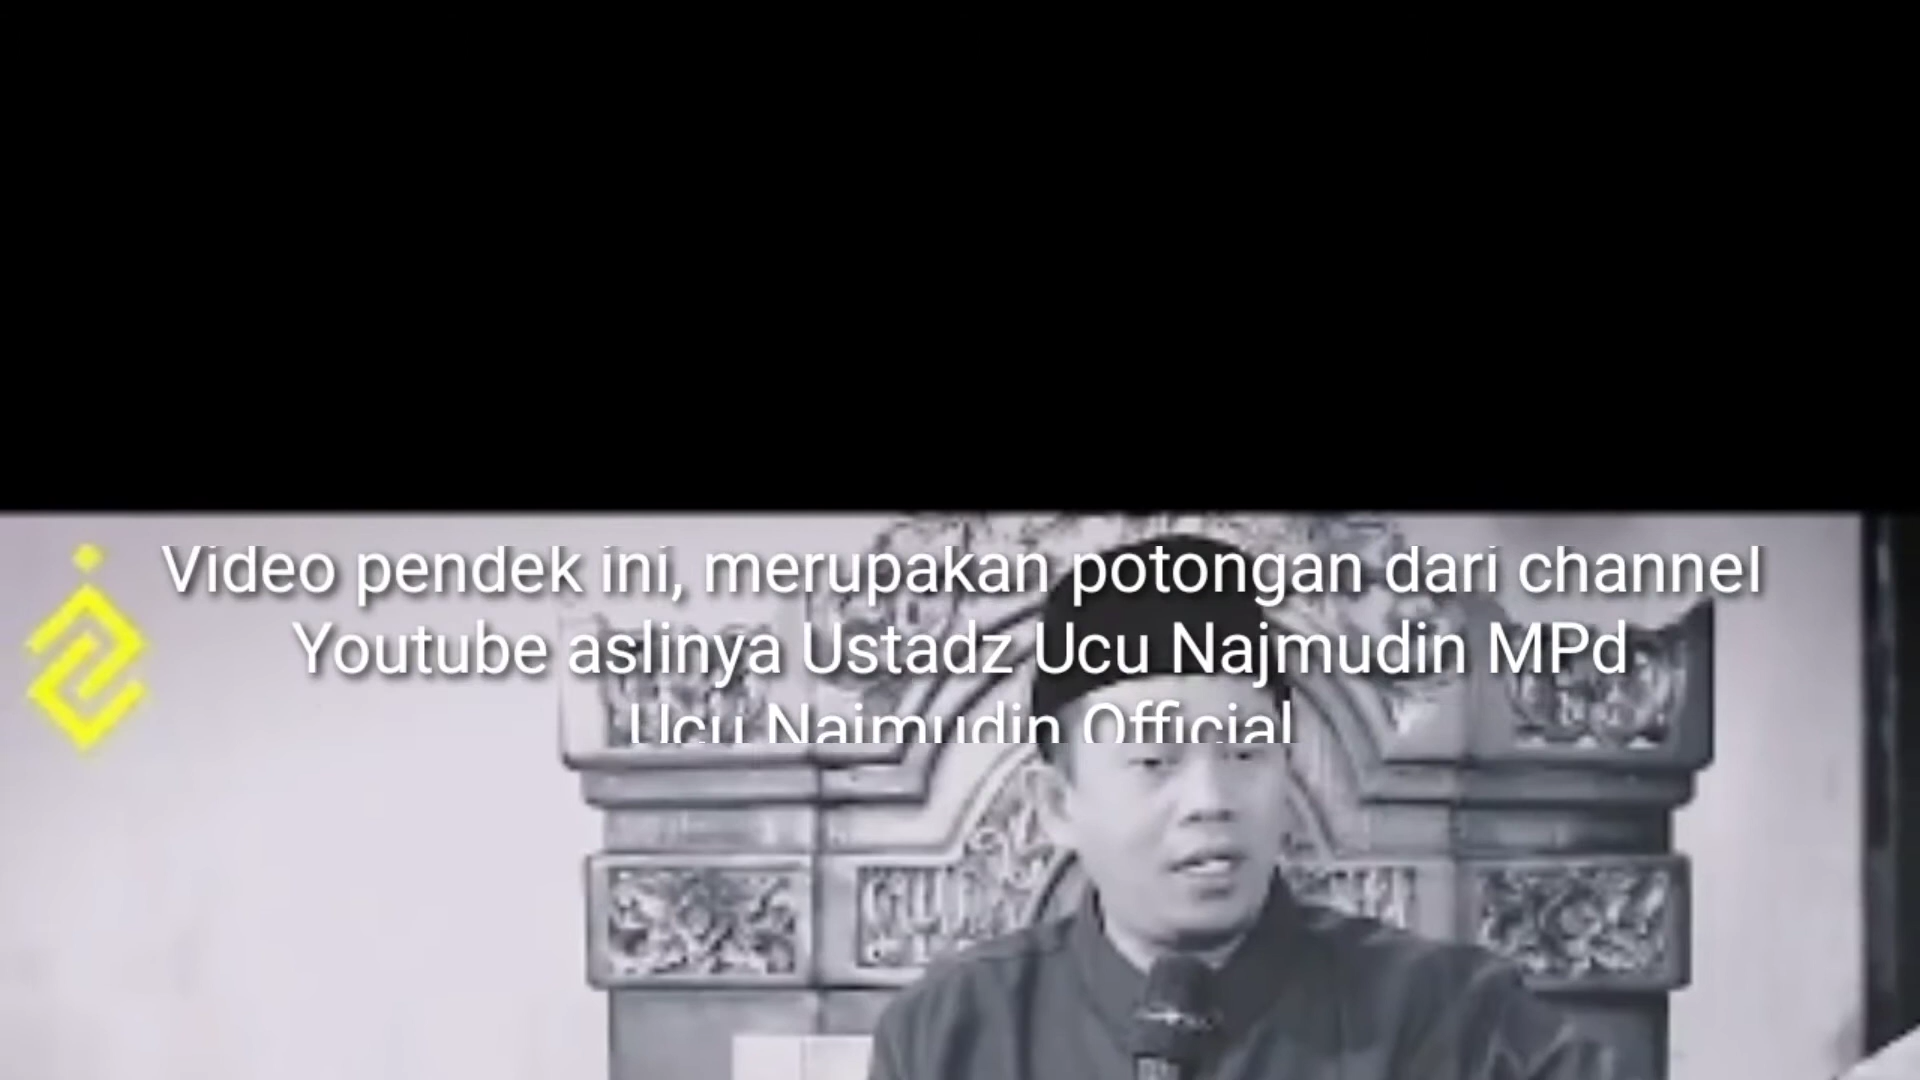 Video pendek ini, merupakan potongan dari channel
Youtube aslinya Ustadz Ucu Najmudin MPd
Ucu Najmudin Official